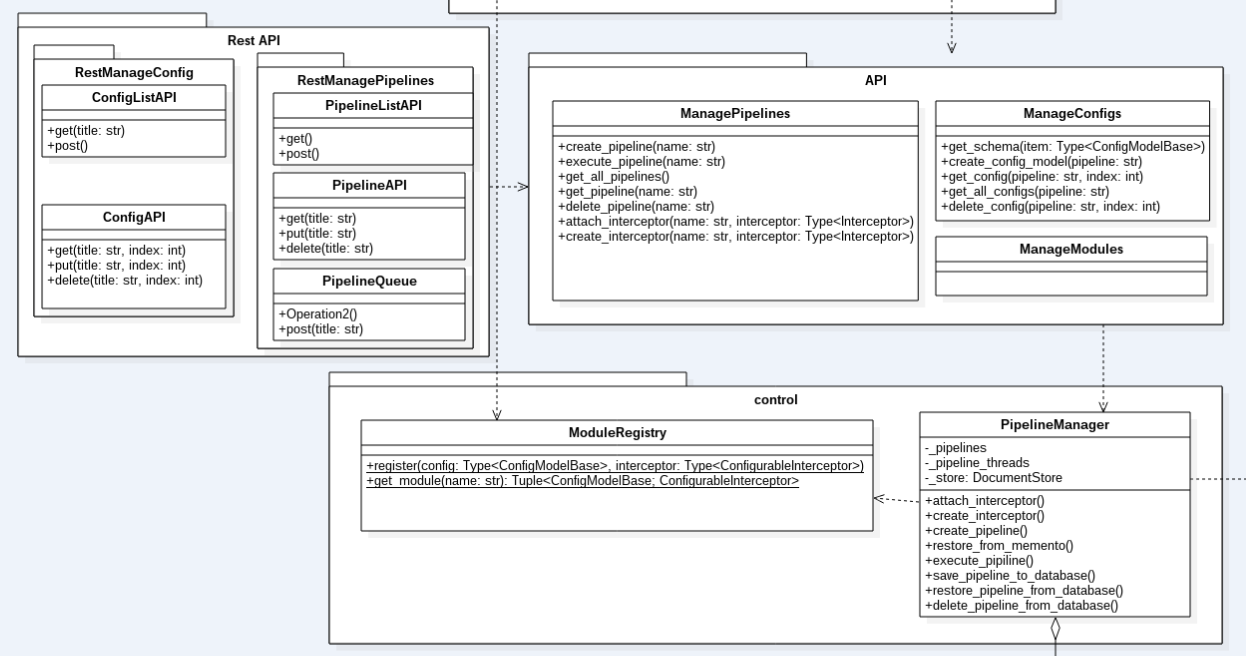 Rest API
RestManageConfig
ConfigListAPI
+get(title: str)
+post()
ConfigAPI
+get(title: str, index: int)
+put(title: str, index: int)
+delete(title: str, index: int)
RestManagePipelines
PipelineListAPI
+get()
+post()
PipelineAPI
+get(title: str)
+put(title: str)
+delete(title: str)
PipelineQueue
+Operation2()
+post(title: str)
API
ManagePipelines
+create_pipeline(name: str)
+execute_pipeline(name: str)
+get_all_pipelines()
+get_pipeline(name: str)
+delete_pipeline(name: str)
+attach_interceptor(name: str, interceptor: Type<Interceptor>)
+create_interceptor(name: str, interceptor: Type<Interceptor>)
ManageConfigs
+get_schema(item: Type<ConfigModelBase>)
+create_config_model(pipeline: str)
+get_config(pipeline: str, index: int)
+get_all_configs(pipeline: str)
+delete_config(pipeline: str, index: int)
ManageModules
control
ModuleRegistry
+register(config: Type<ConfigModelBase>, interceptor: Type<ConfigurableInterceptor>)
+get_module(name: str): Tuple<ConfigModelBase; ConfigurableInterceptor>
PipelineManager
-_pipelines
-_pipeline_threads
-_store: DocumentStore
+attach_interceptor()
+create_interceptor()
+create_pipeline()
+restore_from_memento()
+execute_pipiline()
+save_pipeline_to_database()
+restore_pipeline_from_database()
+delete_pipeline_from_database()